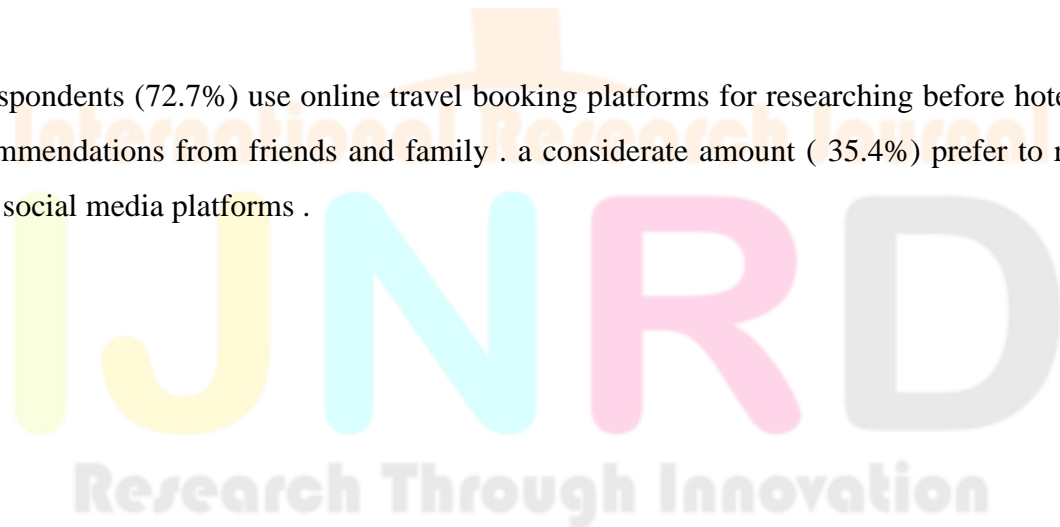 International Research Journal
spondents (72.7%) use online travel booking platforms for researching before hote
mmendations from friends and family . a considerate amount ( 35.4%) prefer to
social media platforms .
IJNRD
Research Through Innovation